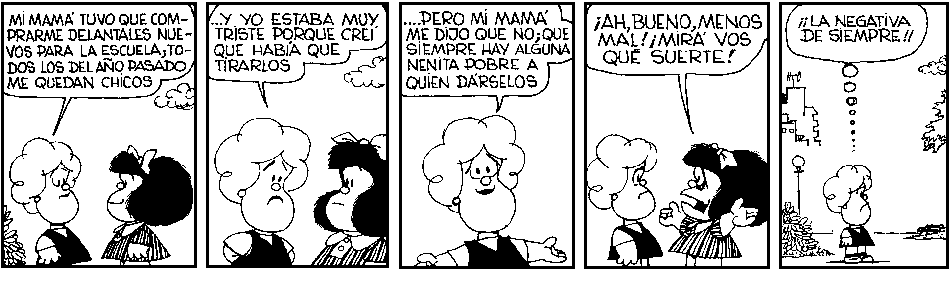 MI MAMÁ TUVO QUE COM-
PRARME DELANTALES NUE-
VOS PARA LA ESCUELA; TO-
DOS LOS DEL AÑO PASADO
ME QUEDAN CHICOS
...Y YO ESTABA MUY
TRISTE PORQUE CREÍ
QUE HABÍA QUE
TIRARLOS
...PERO MI MAMÁ
ME DIJO QUE NO; QUE
SIEMPRE HAY ALGUNA
NENITA POBRE A
QUIEN DÁRSELOS
¡AH, BUENO, MENOS
MAL! ¡MIRÁ VOS
QUÉ SUERTE!
¡¡LA NEGATIVA
DE SIEMPRE!!